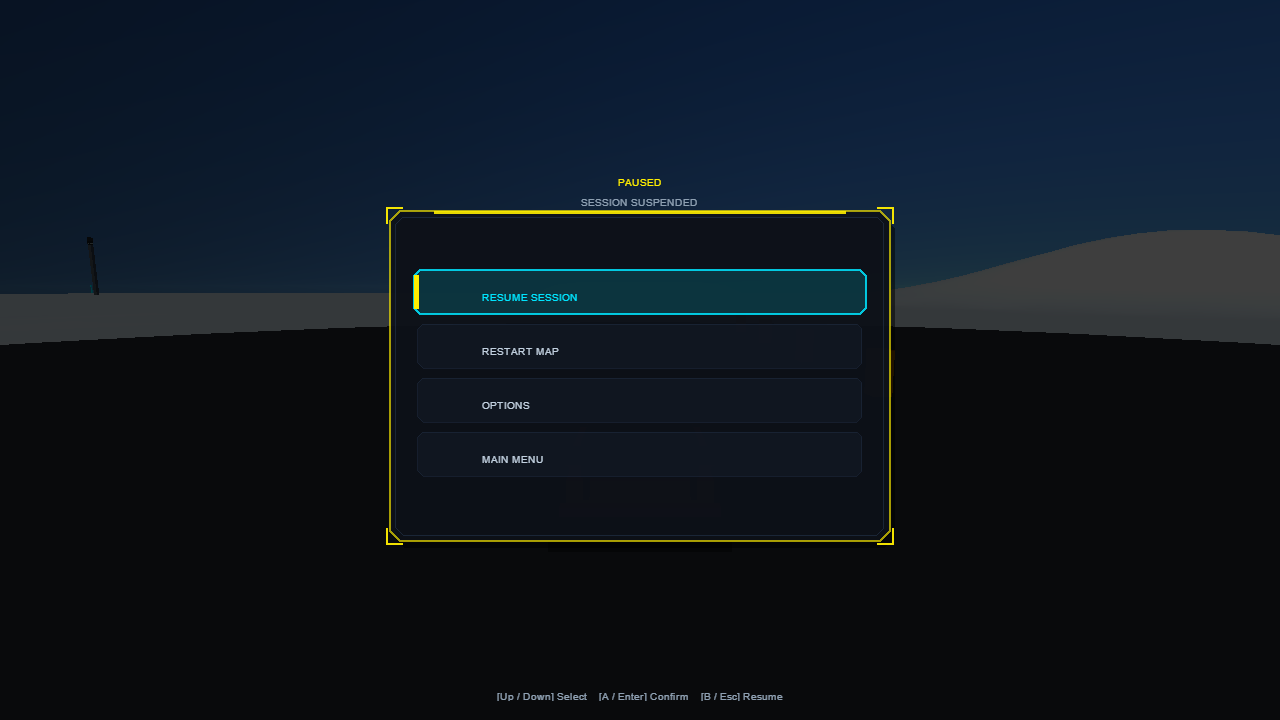 PAUSED
SESSION SUSPENDED
RESUME SESSION
RESTART MAP
OPTIONS
MAIN MENU
[Up / Down] Select [A / Enter] Confirm [B / Esc] Resume